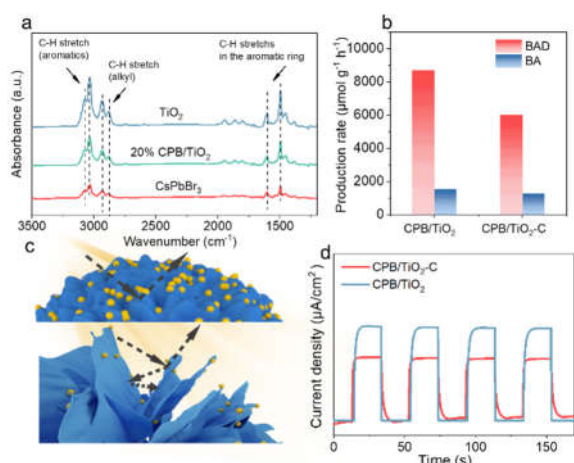 a
C-H stretch
(aromatics)
C-H stretch
(alkyl)
C-H stretchs
in the aromatic ring
TiO2
20% CPB/TiO2
CsPbBr3
Absorbance (a.u.)
3500 3000 2500 2000 1500
Wavenumber (cm-1)
b
BAD
BA
Production rate (μmol g-1 h-1)
10000
8000
6000
4000
2000
0
CPB/TiO2 CPB/TiO2-C
c
d
CPB/TiO2-C
CPB/TiO2
Current density (μA/cm2)
0 50 100 150
Time (s)